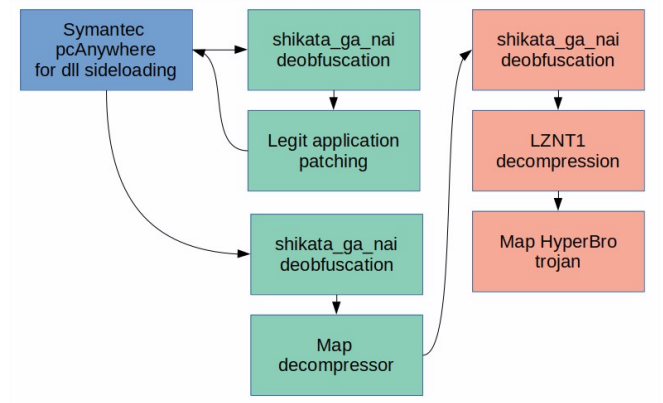 Symantec
pcAnywhere
for dll sideloading
shikata_ga_nai
deobfuscation
Legit application
patching
shikata_ga_nai
deobfuscation
Map
decompressor
shikata_ga_nai
deobfuscation
LZNT1
decompression
Map HyperBro
trojan